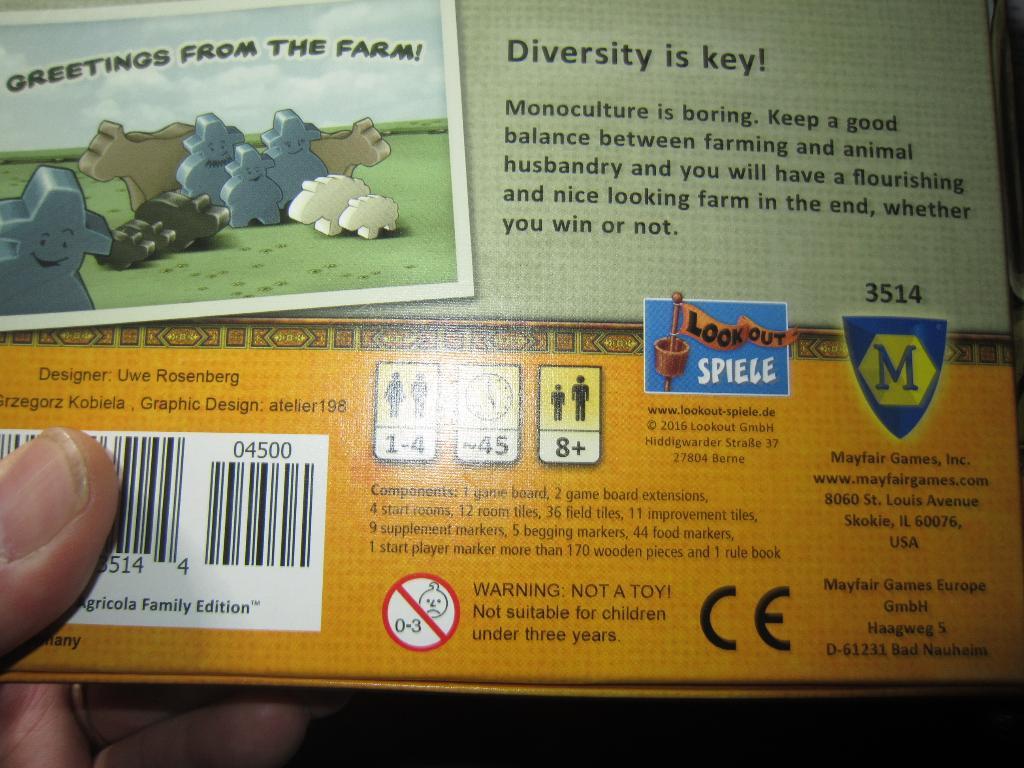 GREETINGS FROM THE FARM!
Diversity is key!
Monoculture is boring. Keep a good
balance between farming and animal
husbandry and you will have a flourishing
and nice looking farm in the end, whether
you win or not.
3514
LOOKOUT
SPIELE
M
Designer: Uwe Rosenberg
Grzegorz Kobiela , Graphic Design: atelier198
1-4
~45
8+
www.lookout-spiele.de
© 2016 Lookout GmbH
Hiddigwarder Straße 37
27804 Berne
Mayfair Games, Inc.
www.mayfairgames.com
8060 St. Louis Avenue
Skokie, IL 60076,
USA
04500
3514 4
Agricola Family Edition™
Components: 1 game board, 2 game board extensions,
4 start rooms, 12 room tiles, 36 field tiles, 11 improvement tiles,
9 supplement markers, 5 begging markers, 44 food markers,
1 start player marker more than 170 wooden pieces and 1 rule book
0-3
WARNING: NOT A TOY!
Not suitable for children
under three years.
CE
Mayfair Games Europe
GmbH
Haagweg 5
D-61231 Bad Nauheim